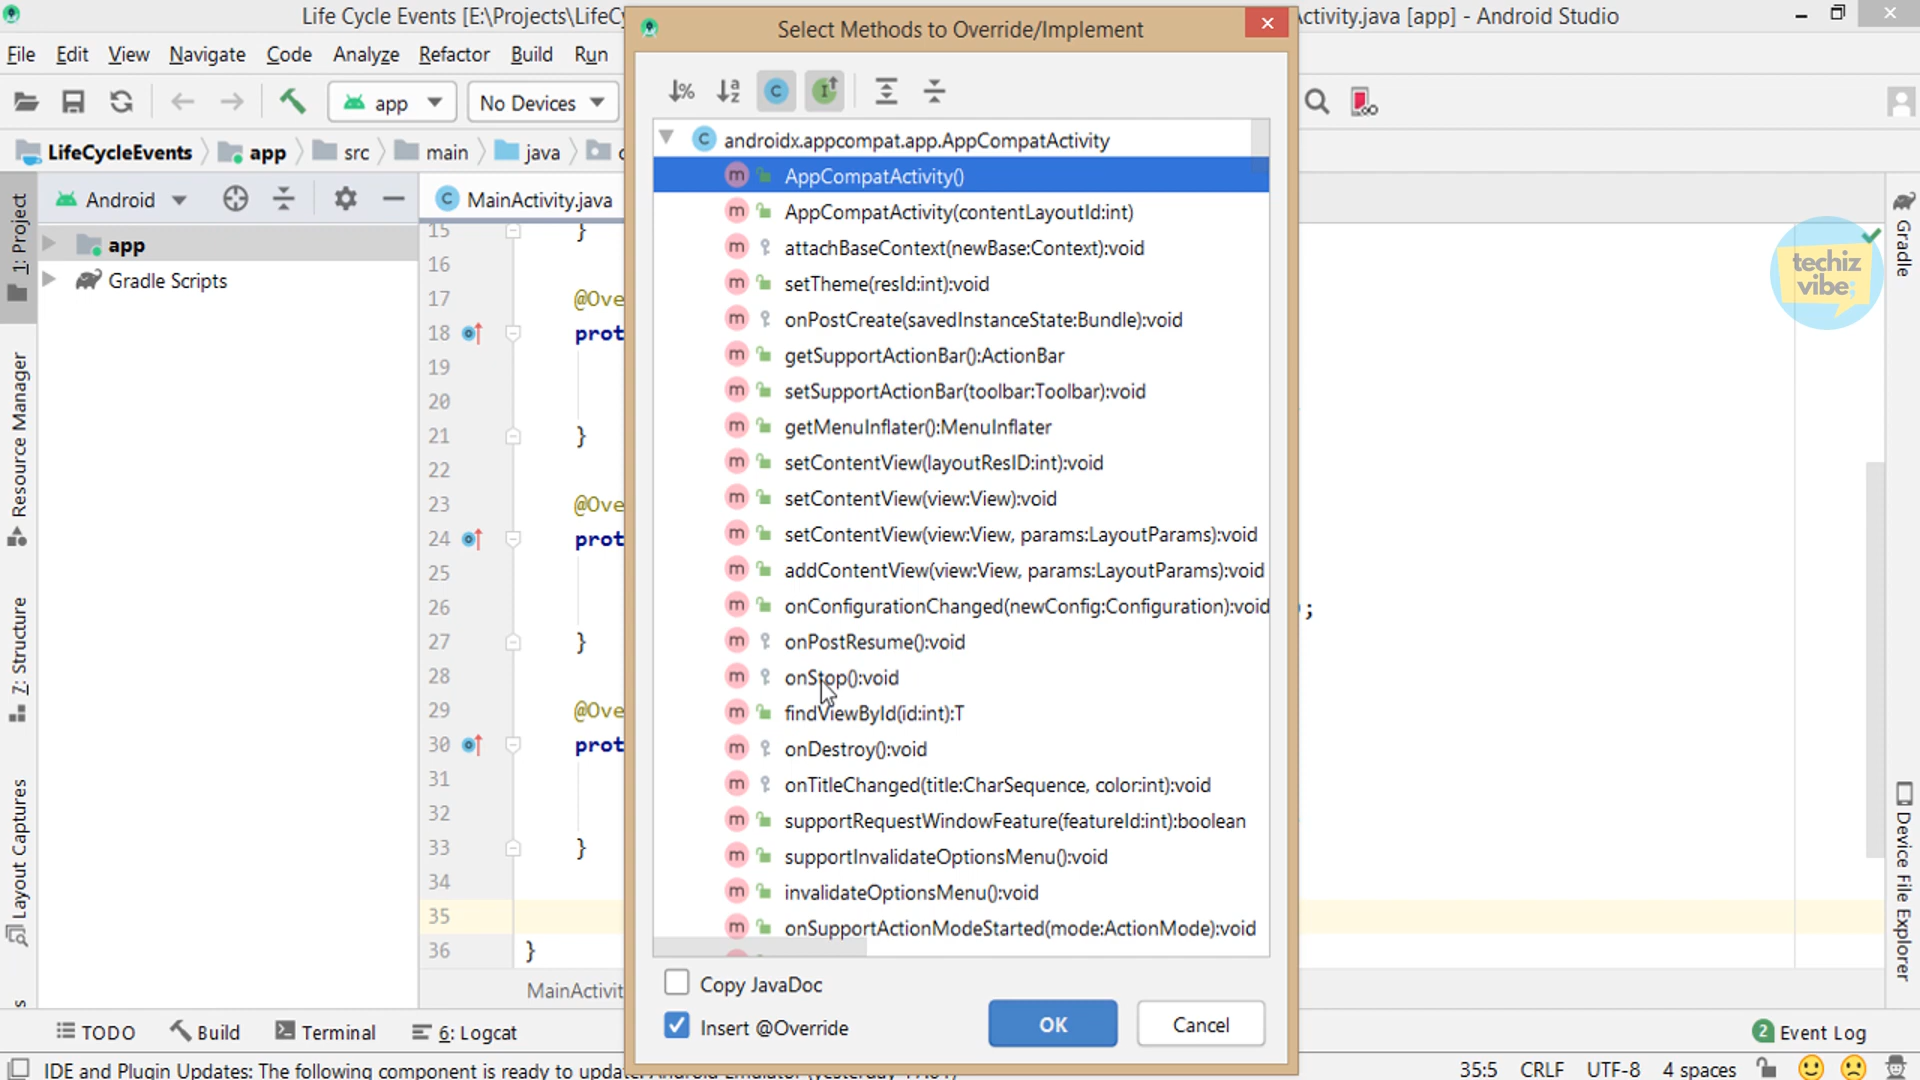 Life Cycle Events [E:\Projects\LifeCy
Select Methods to Override/Implement
ctivity.java [app] - Android Studio
File Edit View Navigate Code Analyze Refactor Build Run
app
No Devices
LifeCycleEvents app src main java
Android
MainActivity.java
app
Gradle Scripts
1: Project
Resource Manager
7: Structure
Layout Captures
15 }
16
17 @Ove
18 prot
19
20
21 }
22
23 @Ove
24 prot
25
26 ;
27 }
28
29 @Ove
30 prot
31
32
33 }
34
35
36 }
MainActivit
androidx.appcompat.app.AppCompatActivity
AppCompatActivity()
AppCompatActivity(contentLayoutId:int)
attachBaseContext(newBase:Context):void
setTheme(resId:int):void
onPostCreate(savedInstanceState:Bundle):void
getSupportActionBar():ActionBar
setSupportActionBar(toolbar:Toolbar):void
getMenuInflater():MenuInflater
setContentView(layoutResID:int):void
setContentView(view:View):void
setContentView(view:View, params:LayoutParams):void
addContentView(view:View, params:LayoutParams):void
onConfigurationChanged(newConfig:Configuration):void
onPostResume():void
onStop():void
findViewById(id:int):T
onDestroy():void
onTitleChanged(title:CharSequence, color:int):void
supportRequestWindowFeature(featureId:int):boolean
supportInvalidateOptionsMenu():void
invalidateOptionsMenu():void
onSupportActionModeStarted(mode:ActionMode):void
Copy JavaDoc
Insert @Override
OK
Cancel
techiz
vibe;
Gradle
Device File Explorer
TODO Build Terminal 6: Logcat
2 Event Log
IDE and Plugin Updates: The following component is ready to update:
35:5 CRLF UTF-8 4 spaces